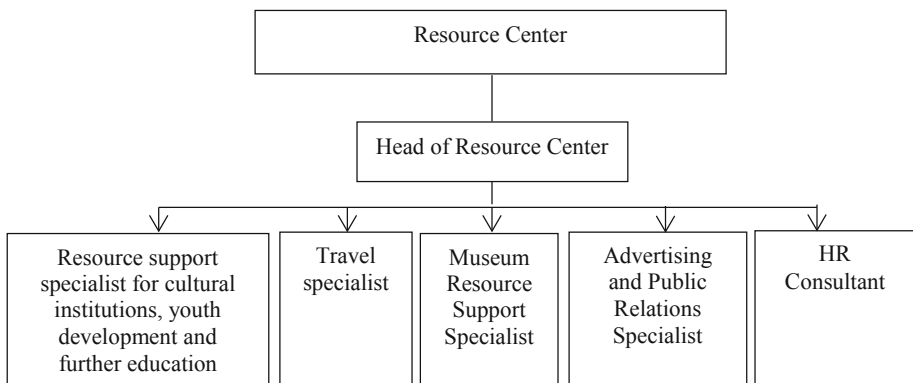 Resource Center
Head of Resource Center
Resource support
specialist for cultural
institutions, youth
development and
further education
Travel
specialist
Museum
Resource
Support
Specialist
Advertising
and Public
Relations
Specialist
HR
Consultant